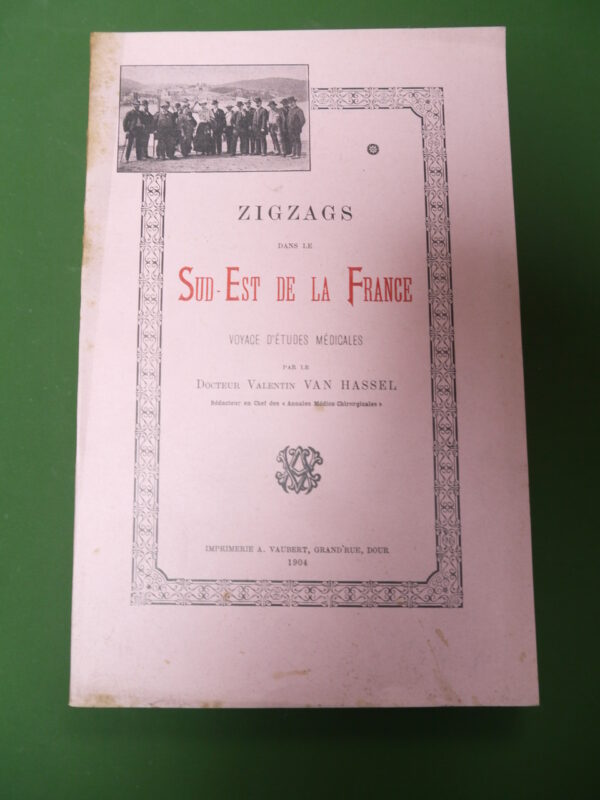 ZIGZAGS
DANS LE
SUD-EST DE LA FRANCE
VOYAGE D'ÉTUDES MÉDICALES
PAR LE
DOCTEUR VALENTIN VAN HASSEL
Rédacteur en Chef des « Annales Médico Chirurgicales »
IMPRIMERIE A. VAUBERT, GRAND'RUE, DOUR
1904